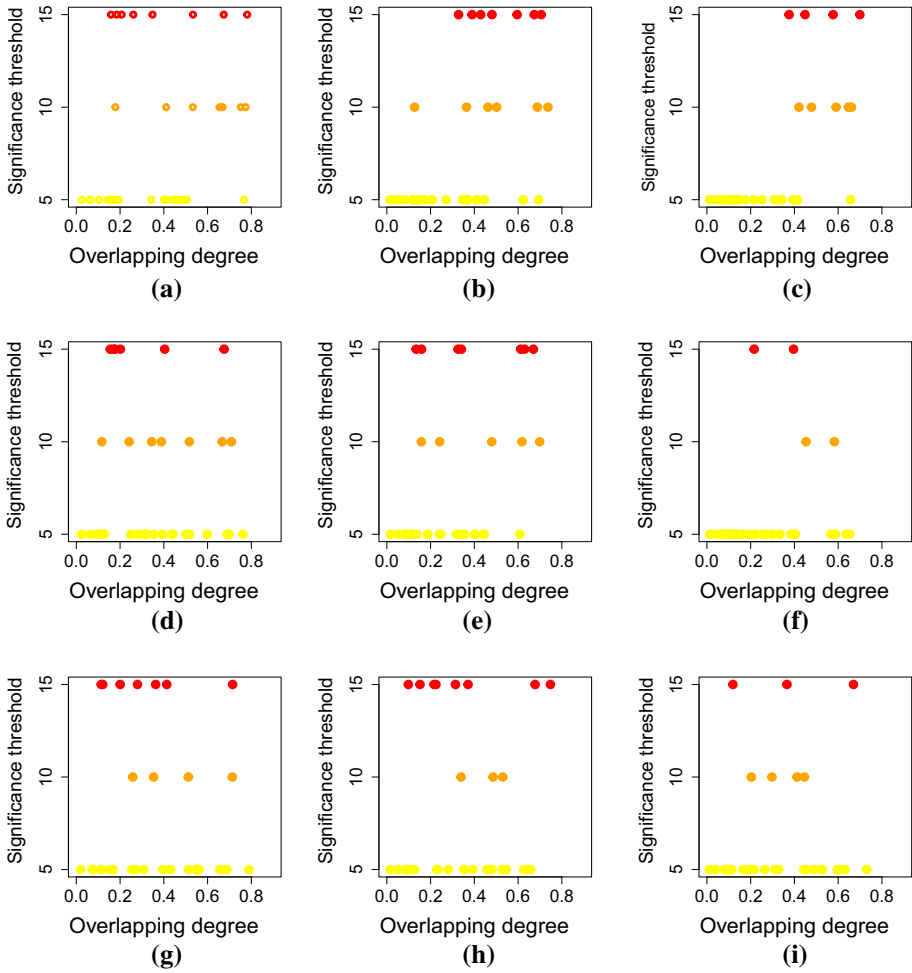 Significance threshold
15
10
5
0.0 0.2 0.4 0.6 0.8
Overlapping degree
(a)
Significance threshold
15
10
5
0.0 0.2 0.4 0.6 0.8
Overlapping degree
(b)
Significance threshold
15
10
5
0.0 0.2 0.4 0.6 0.8
Overlapping degree
(c)
Significance threshold
15
10
5
0.0 0.2 0.4 0.6 0.8
Overlapping degree
(d)
Significance threshold
15
10
5
0.0 0.2 0.4 0.6 0.8
Overlapping degree
(e)
Significance threshold
15
10
5
0.0 0.2 0.4 0.6 0.8
Overlapping degree
(f)
Significance threshold
15
10
5
0.0 0.2 0.4 0.6 0.8
Overlapping degree
(g)
Significance threshold
15
10
5
0.0 0.2 0.4 0.6 0.8
Overlapping degree
(h)
Significance threshold
15
10
5
0.0 0.2 0.4 0.6 0.8
Overlapping degree
(i)